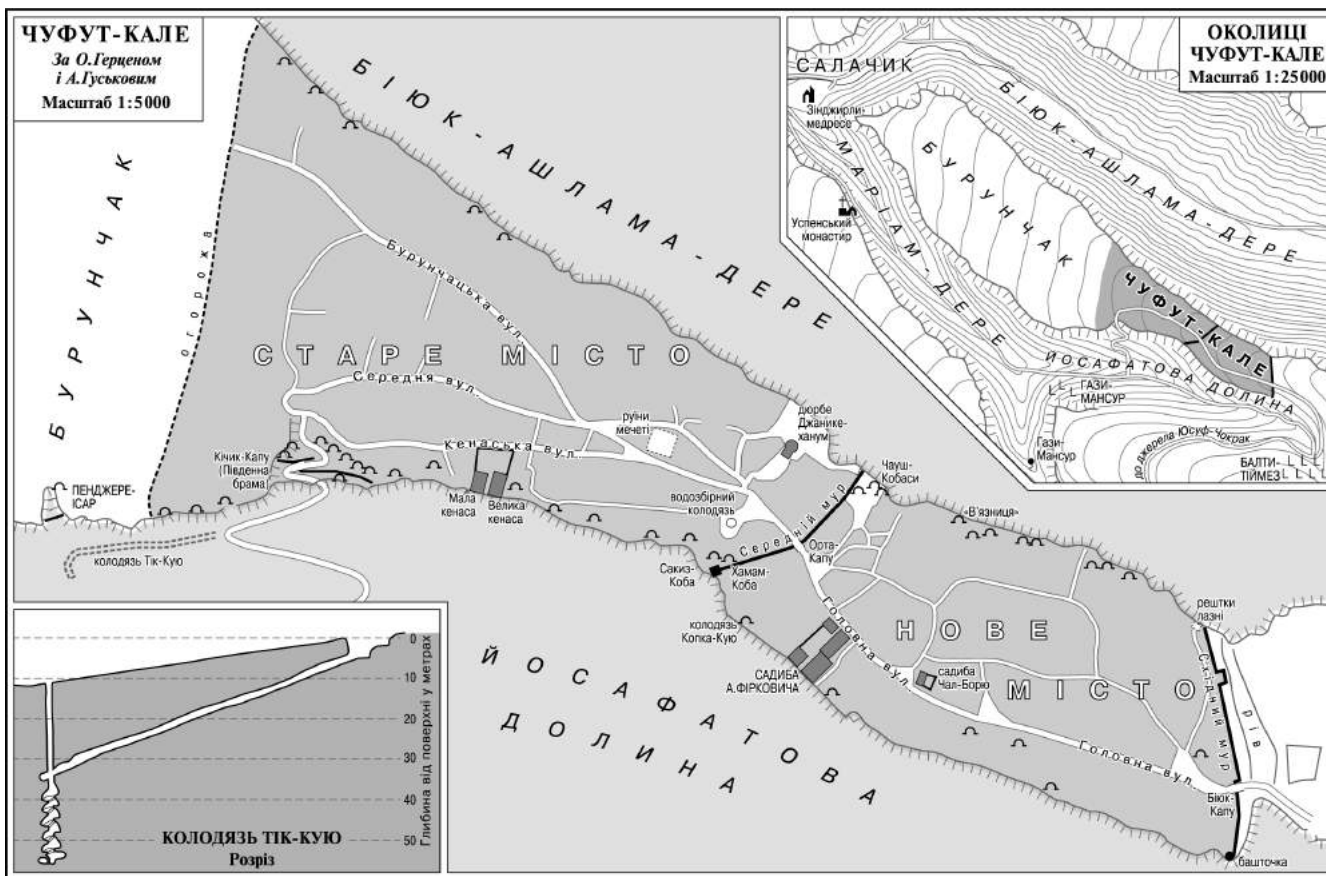 ЧУФУТ-КАЛЕ
За О.Герценом
і А.Гуськовим
Масштаб 1:5000
ОКОЛИЦІ
ЧУФУТ-КАЛЕ
Масштаб 1:25000
САЛАЧИК
Зінджирли-
медресе
БІЮК-АШЛАМА-ДЕРЕ
БУРУНЧАК
МАРІАМ-ДЕРЕ
Успенський
монастир
ЧУФУТ-КАЛЕ
ЙОСАФАТОВА ДОЛИНА
ГАЗИ-
МАНСУР
Гази-
Мансур
до джерела Юсуф-Чокрак
БАЛТИ-
ТІЙМЕЗ
БІЮК-АШЛАМА-ДЕРЕ
БУРУНЧАК
огорожа
Бурунчацька вул.
СТАРЕ МІСТО
Середня вул.
руїни
мечеті
дюрбе
Джанике-
ханум
Кенаська вул.
Кічик-Капу
(Південна
брама)
ПЕНДЖЕРЕ-
ІСАР
Мала
кенаса
Велика
кенаса
водозбірний
колодязь
Чауш-
Кобаси
«В'язниця»
колодязь Тік-Кую
Середній мур
Орта-
Капу
Сакиз-
Коба
Хамам-
Коба
рештки
лазні
колодязь
Копка-Кую
Головна вул.
НОВЕ
МІСТО
САДИБА
А.ФІРКОВИЧА
садиба
Чал-Борю
Східний мур
рів
ЙОСАФАТОВА
ДОЛИНА
Головна вул.
Біюк-
Капу
башточка
0
10
20
30
40
50
Глибина від поверхні у метрах
КОЛОДЯЗЬ ТІК-КУЮ
Розріз